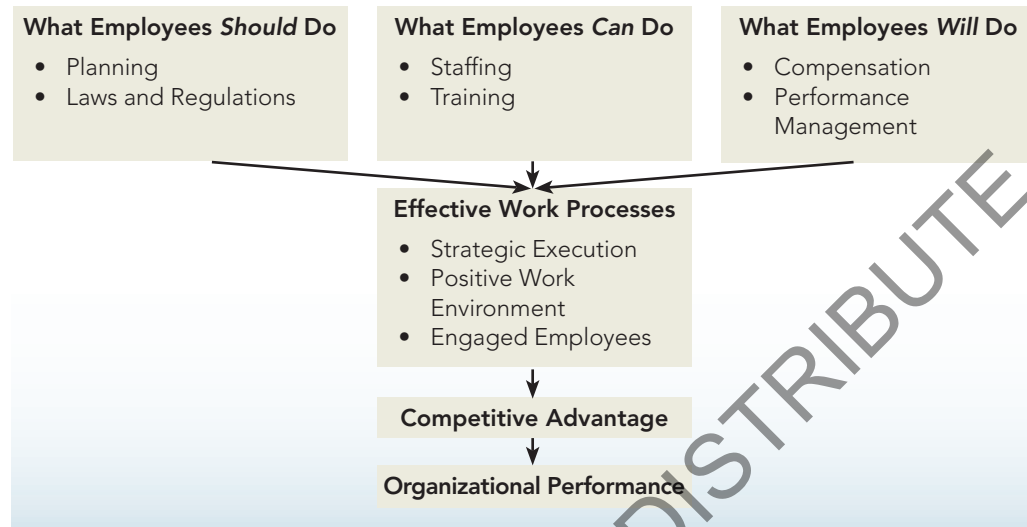 What Employees Should Do
• Planning
• Laws and Regulations
What Employees Can Do
• Staffing
• Training
What Employees Will Do
• Compensation
• Performance
Management
Effective Work Processes
• Strategic Execution
• Positive Work
Environment
• Engaged Employees
Competitive Advantage
Organizational Performance
DISTRIBUTE